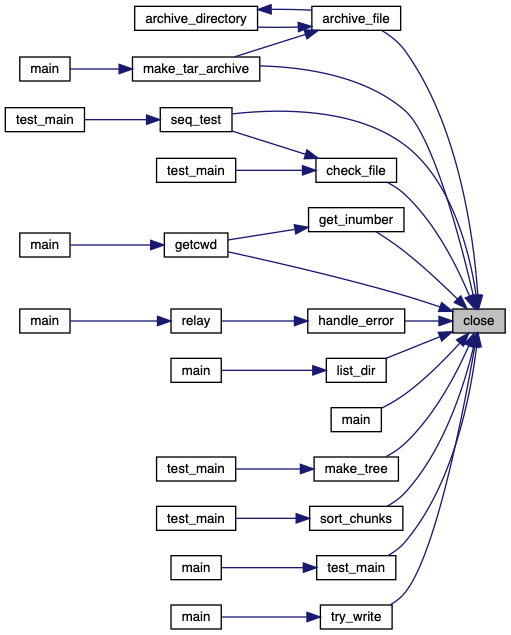 archive_directory
archive_file
main
make_tar_archive
test_main
seq_test
test_main
check_file
get_inumber
main
getcwd
main
relay
handle_error
close
main
list_dir
main
test_main
make_tree
test_main
sort_chunks
main
test_main
main
try_write